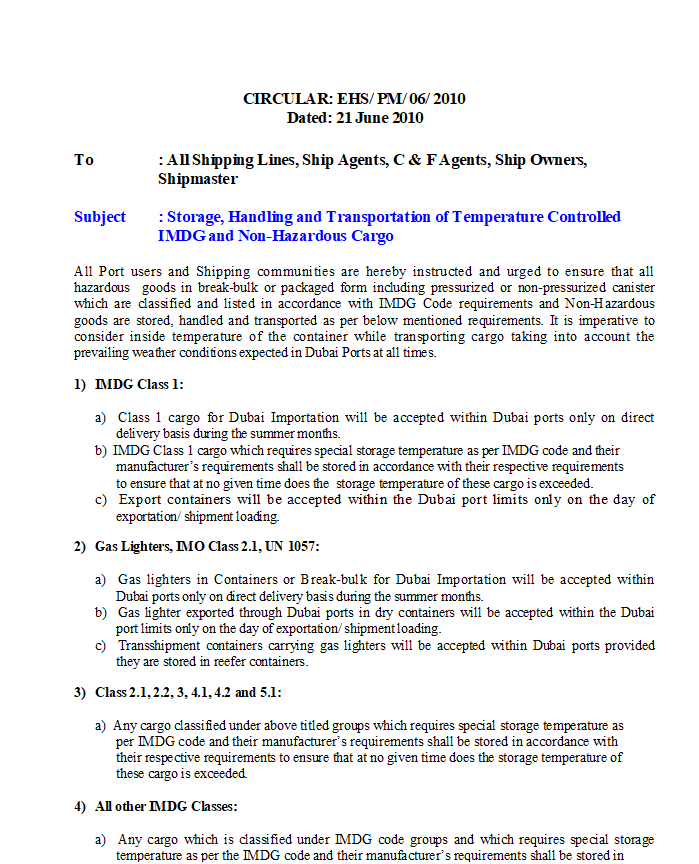 CIRCULAR: EHS/ PM/ 06/ 2010
Dated: 21 June 2010
To : All Shipping Lines, Ship Agents, C & F Agents, Ship Owners,
Shipmaster
Subject : Storage, Handling and Transportation of Temperature Controlled
IMDG and Non-Hazardous Cargo
All Port users and Shipping communities are hereby instructed and urged to ensure that all
hazardous goods in break-bulk or packaged form including pressurized or non-pressurized canister
which are classified and listed in accordance with IMDG Code requirements and Non-Hazardous
goods are stored, handled and transported as per below mentioned requirements. It is imperative to
consider inside temperature of the container while transporting cargo taking into account the
prevailing weather conditions expected in Dubai Ports at all times.
1) IMDG Class 1:
a) Class 1 cargo for Dubai Importation will be accepted within Dubai ports only on direct
delivery basis during the summer months.
b) IMDG Class 1 cargo which requires special storage temperature as per IMDG code and their
manufacturer's requirements shall be stored in accordance with their respective requirements
to ensure that at no given time does the storage temperature of these cargo is exceeded.
c) Export containers will be accepted within the Dubai port limits only on the day of
exportation/ shipment loading.
2) Gas Lighters, IMO Class 2.1, UN 1057:
a) Gas lighters in Containers or Break-bulk for Dubai Importation will be accepted within
Dubai ports only on direct delivery basis during the summer months.
b) Gas lighter exported through Dubai ports in dry containers will be accepted within the Dubai
port limits only on the day of exportation/ shipment loading.
c) Transshipment containers carrying gas lighters will be accepted within Dubai ports provided
they are stored in reefer containers.
3) Class 2.1, 2.2, 3, 4.1, 4.2 and 5.1:
a) Any cargo classified under above titled groups which requires special storage temperature as
per IMDG code and their manufacturer's requirements shall be stored in accordance with
their respective requirements to ensure that at no given time does the storage temperature of
these cargo is exceeded.
4) All other IMDG Classes:
a) Any cargo which is classified under IMDG code groups and which requires special storage
temperature as per the IMDG code and their manufacturer's requirements shall be stored in